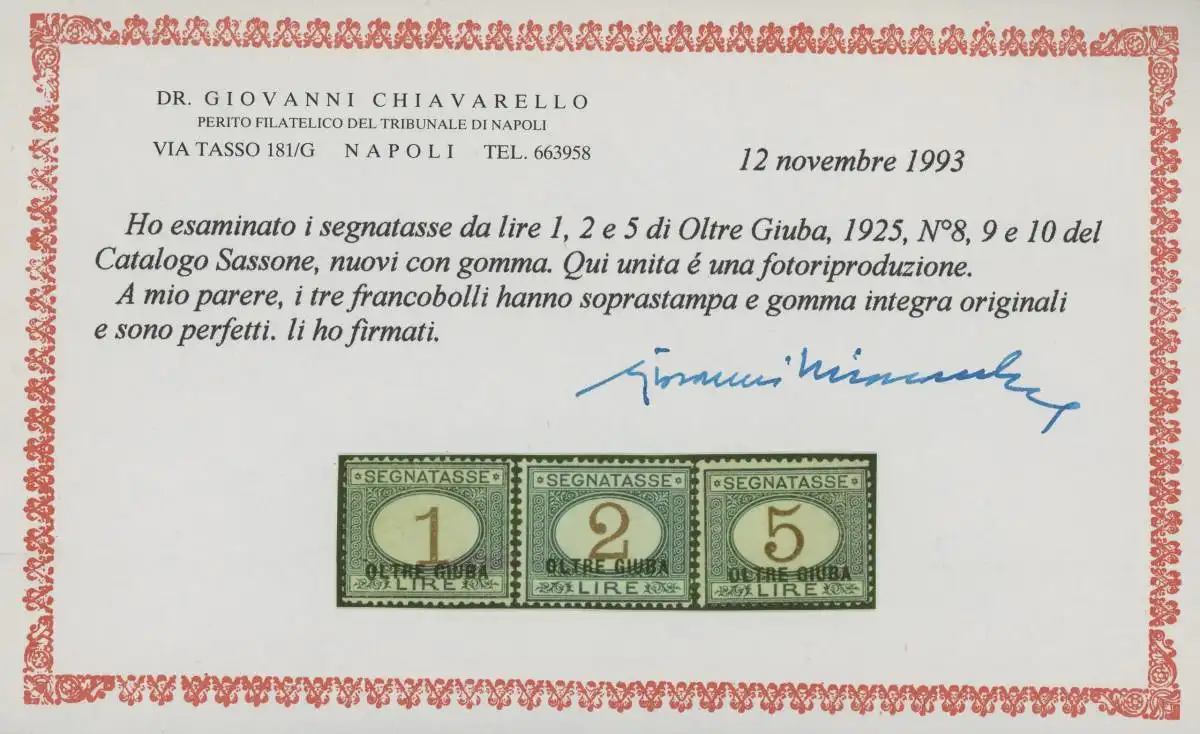 DR. GIOVANNI CHIAVARELLO
PERITO FILATELICO DEL TRIBUNALE DI NAPOLI
VIA TASSO 181/G NAPOLI TEL. 663958
12 novembre 1993
Ho esaminato i segnatasse da lire 1, 2 e 5 di Oltre Giuba, 1925, N°8, 9 e 10 del
Catalogo Sassone, nuovi con gomma. Qui unita é una fotoriproduzione.
A mio parere, i tre francobolli hanno soprastampa e gomma integra originali
e sono perfetti. li ho firmati.
Giovanni Chiavarello
SEGNATASSE SEGNATASSE SEGNATASSE
1 2 5
OLTRE GIUBA OLTRE GIUBA OLTRE GIUBA
LIRE LIRE LIRE